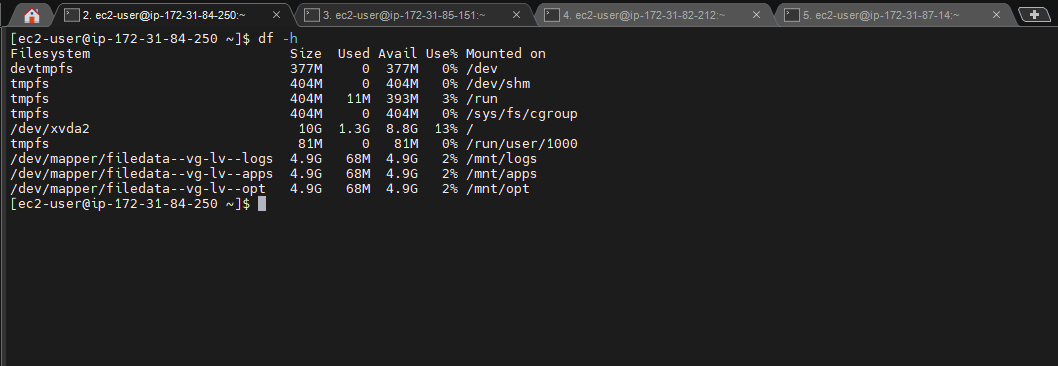 2. ec2-user@ip-172-31-84-250:~ 3. ec2-user@ip-172-31-85-151:~ 4. ec2-user@ip-172-31-82-212:~ 5. ec2-user@ip-172-31-87-14:~
[ec2-user@ip-172-31-84-250 ~]$ df -h
Filesystem                          Size  Used Avail Use% Mounted on
devtmpfs                            377M     0  377M   0% /dev
tmpfs                               404M     0  404M   0% /dev/shm
tmpfs                               404M   11M  393M   3% /run
tmpfs                               404M     0  404M   0% /sys/fs/cgroup
/dev/xvda2                           10G  1.3G  8.8G  13% /
tmpfs                                81M     0   81M   0% /run/user/1000
/dev/mapper/filedata--vg-lv--logs   4.9G   68M  4.9G   2% /mnt/logs
/dev/mapper/filedata--vg-lv--apps   4.9G   68M  4.9G   2% /mnt/apps
/dev/mapper/filedata--vg-lv--opt    4.9G   68M  4.9G   2% /mnt/opt
[ec2-user@ip-172-31-84-250 ~]$